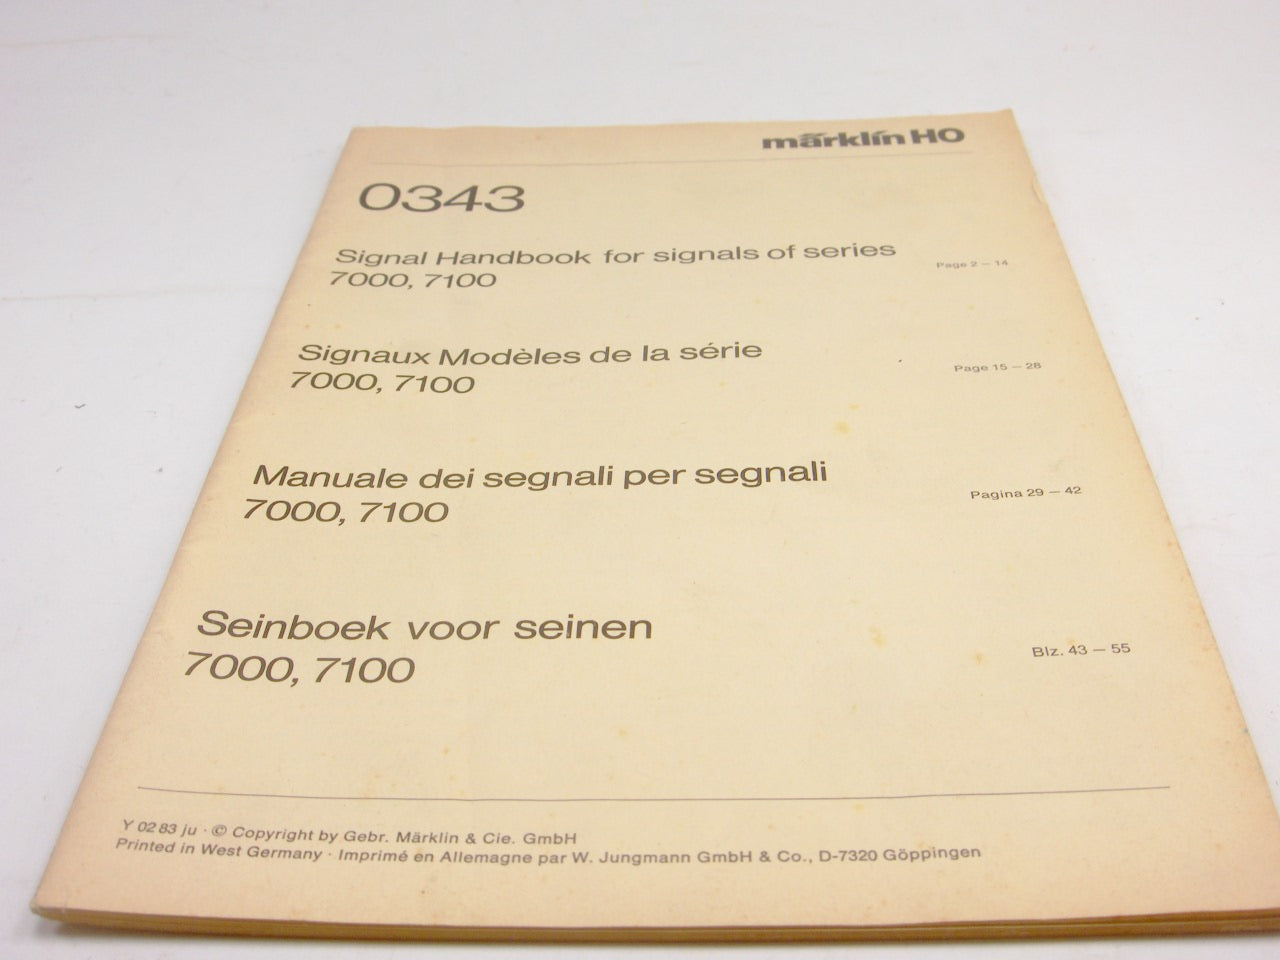 märklin HO
0343
Signal Handbook for signals of series
7000, 7100
Page 2 – 14
Signaux Modèles de la série
7000, 7100
Page 15 – 28
Manuale dei segnali per segnali
7000, 7100
Pagina 29 – 42
Seinboek voor seinen
7000, 7100
Blz. 43 – 55
Y 02 83 ju · © Copyright by Gebr. Märklin & Cie. GmbH
Printed in West Germany · Imprimé en Allemagne par W. Jungmann GmbH & Co., D-7320 Göppingen